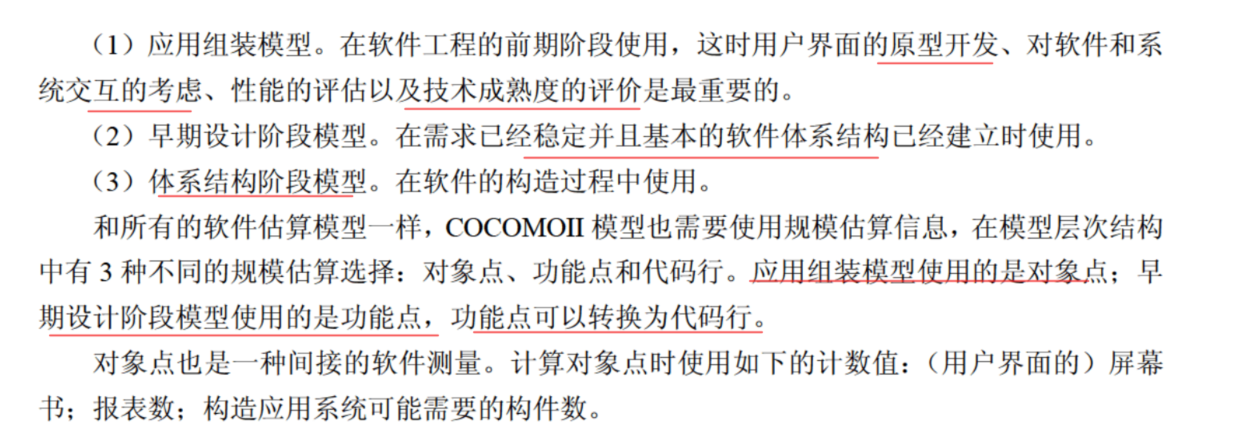 （1）应用组装模型。在软件工程的前期阶段使用，这时用户界面的原型开发、对软件和系
统交互的考虑、性能的评估以及技术成熟度的评价是最重要的。
（2）早期设计阶段模型。在需求已经稳定并且基本的软件体系结构已经建立时使用。
（3）体系结构阶段模型。在软件的构造过程中使用。
和所有的软件估算模型一样，COCOMOII 模型也需要使用规模估算信息，在模型层次结构
中有 3 种不同的规模估算选择：对象点、功能点和代码行。应用组装模型使用的是对象点；早
期设计阶段模型使用的是功能点，功能点可以转换为代码行。
对象点也是一种间接的软件测量。计算对象点时使用如下的计数值：（用户界面的）屏幕
书；报表数；构造应用系统可能需要的构件数。